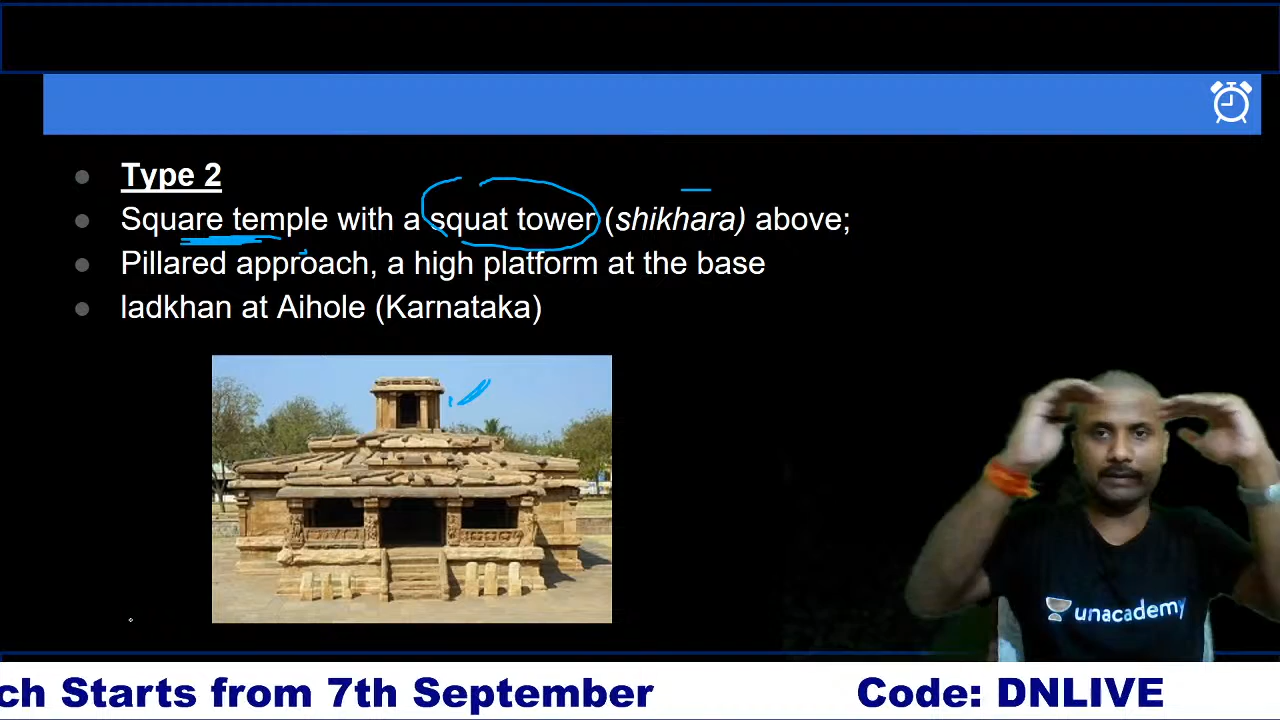 Type 2
Square temple with a squat tower (shikhara) above;
Pillared approach, a high platform at the base
ladkhan at Aihole (Karnataka)
unacademy
ch Starts from 7th September
Code: DNLIVE